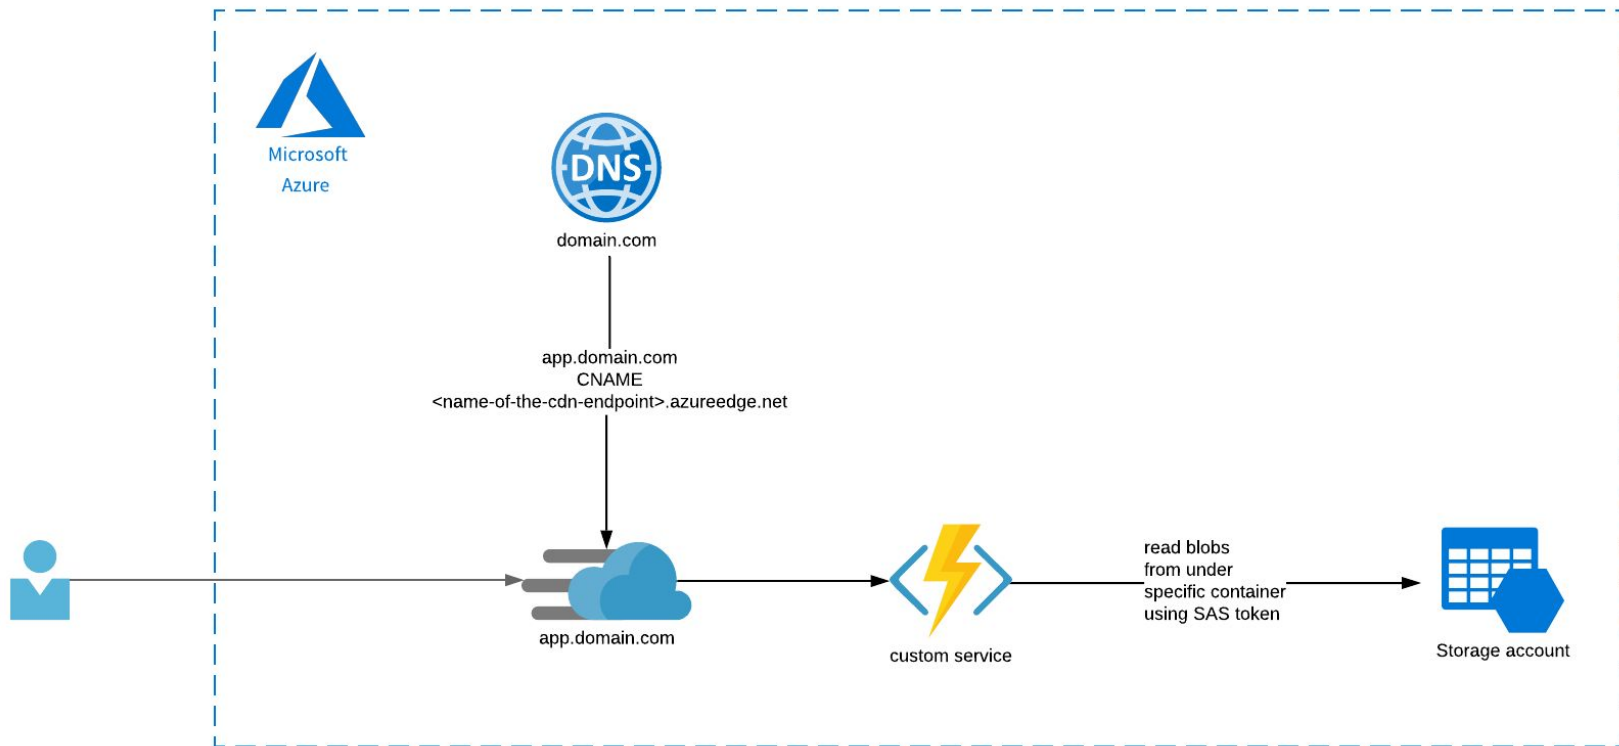 Microsoft
Azure
DNS
domain.com
app.domain.com
CNAME
<name-of-the-cdn-endpoint>.azureedge.net
app.domain.com
custom service
read blobs
from under
specific container
using SAS token
Storage account